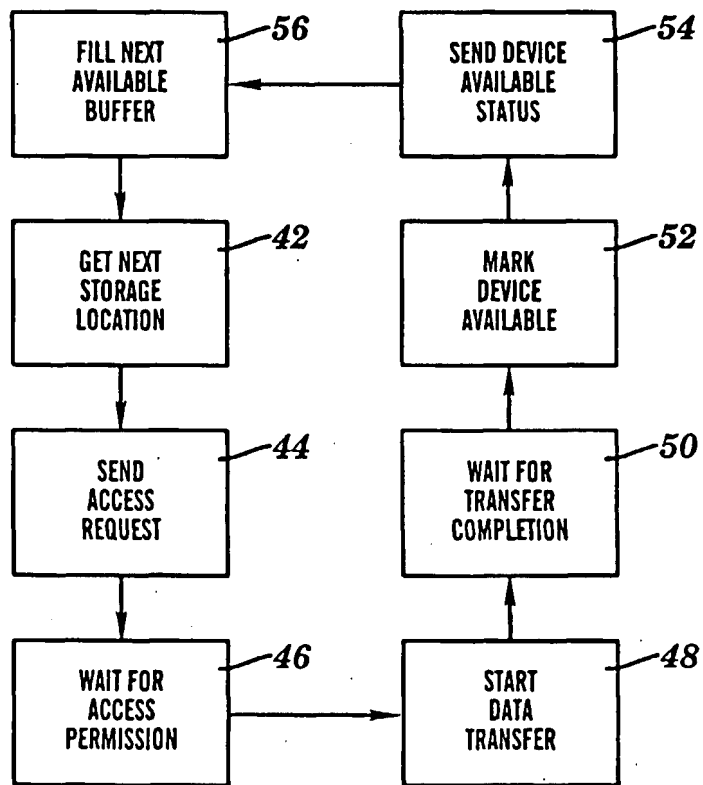 56
FILL NEXT
AVAILABLE
BUFFER
54
SEND DEVICE
AVAILABLE
STATUS
42
GET NEXT
STORAGE
LOCATION
52
MARK
DEVICE
AVAILABLE
44
SEND
ACCESS
REQUEST
50
WAIT FOR
TRANSFER
COMPLETION
46
WAIT FOR
ACCESS
PERMISSION
48
START
DATA
TRANSFER